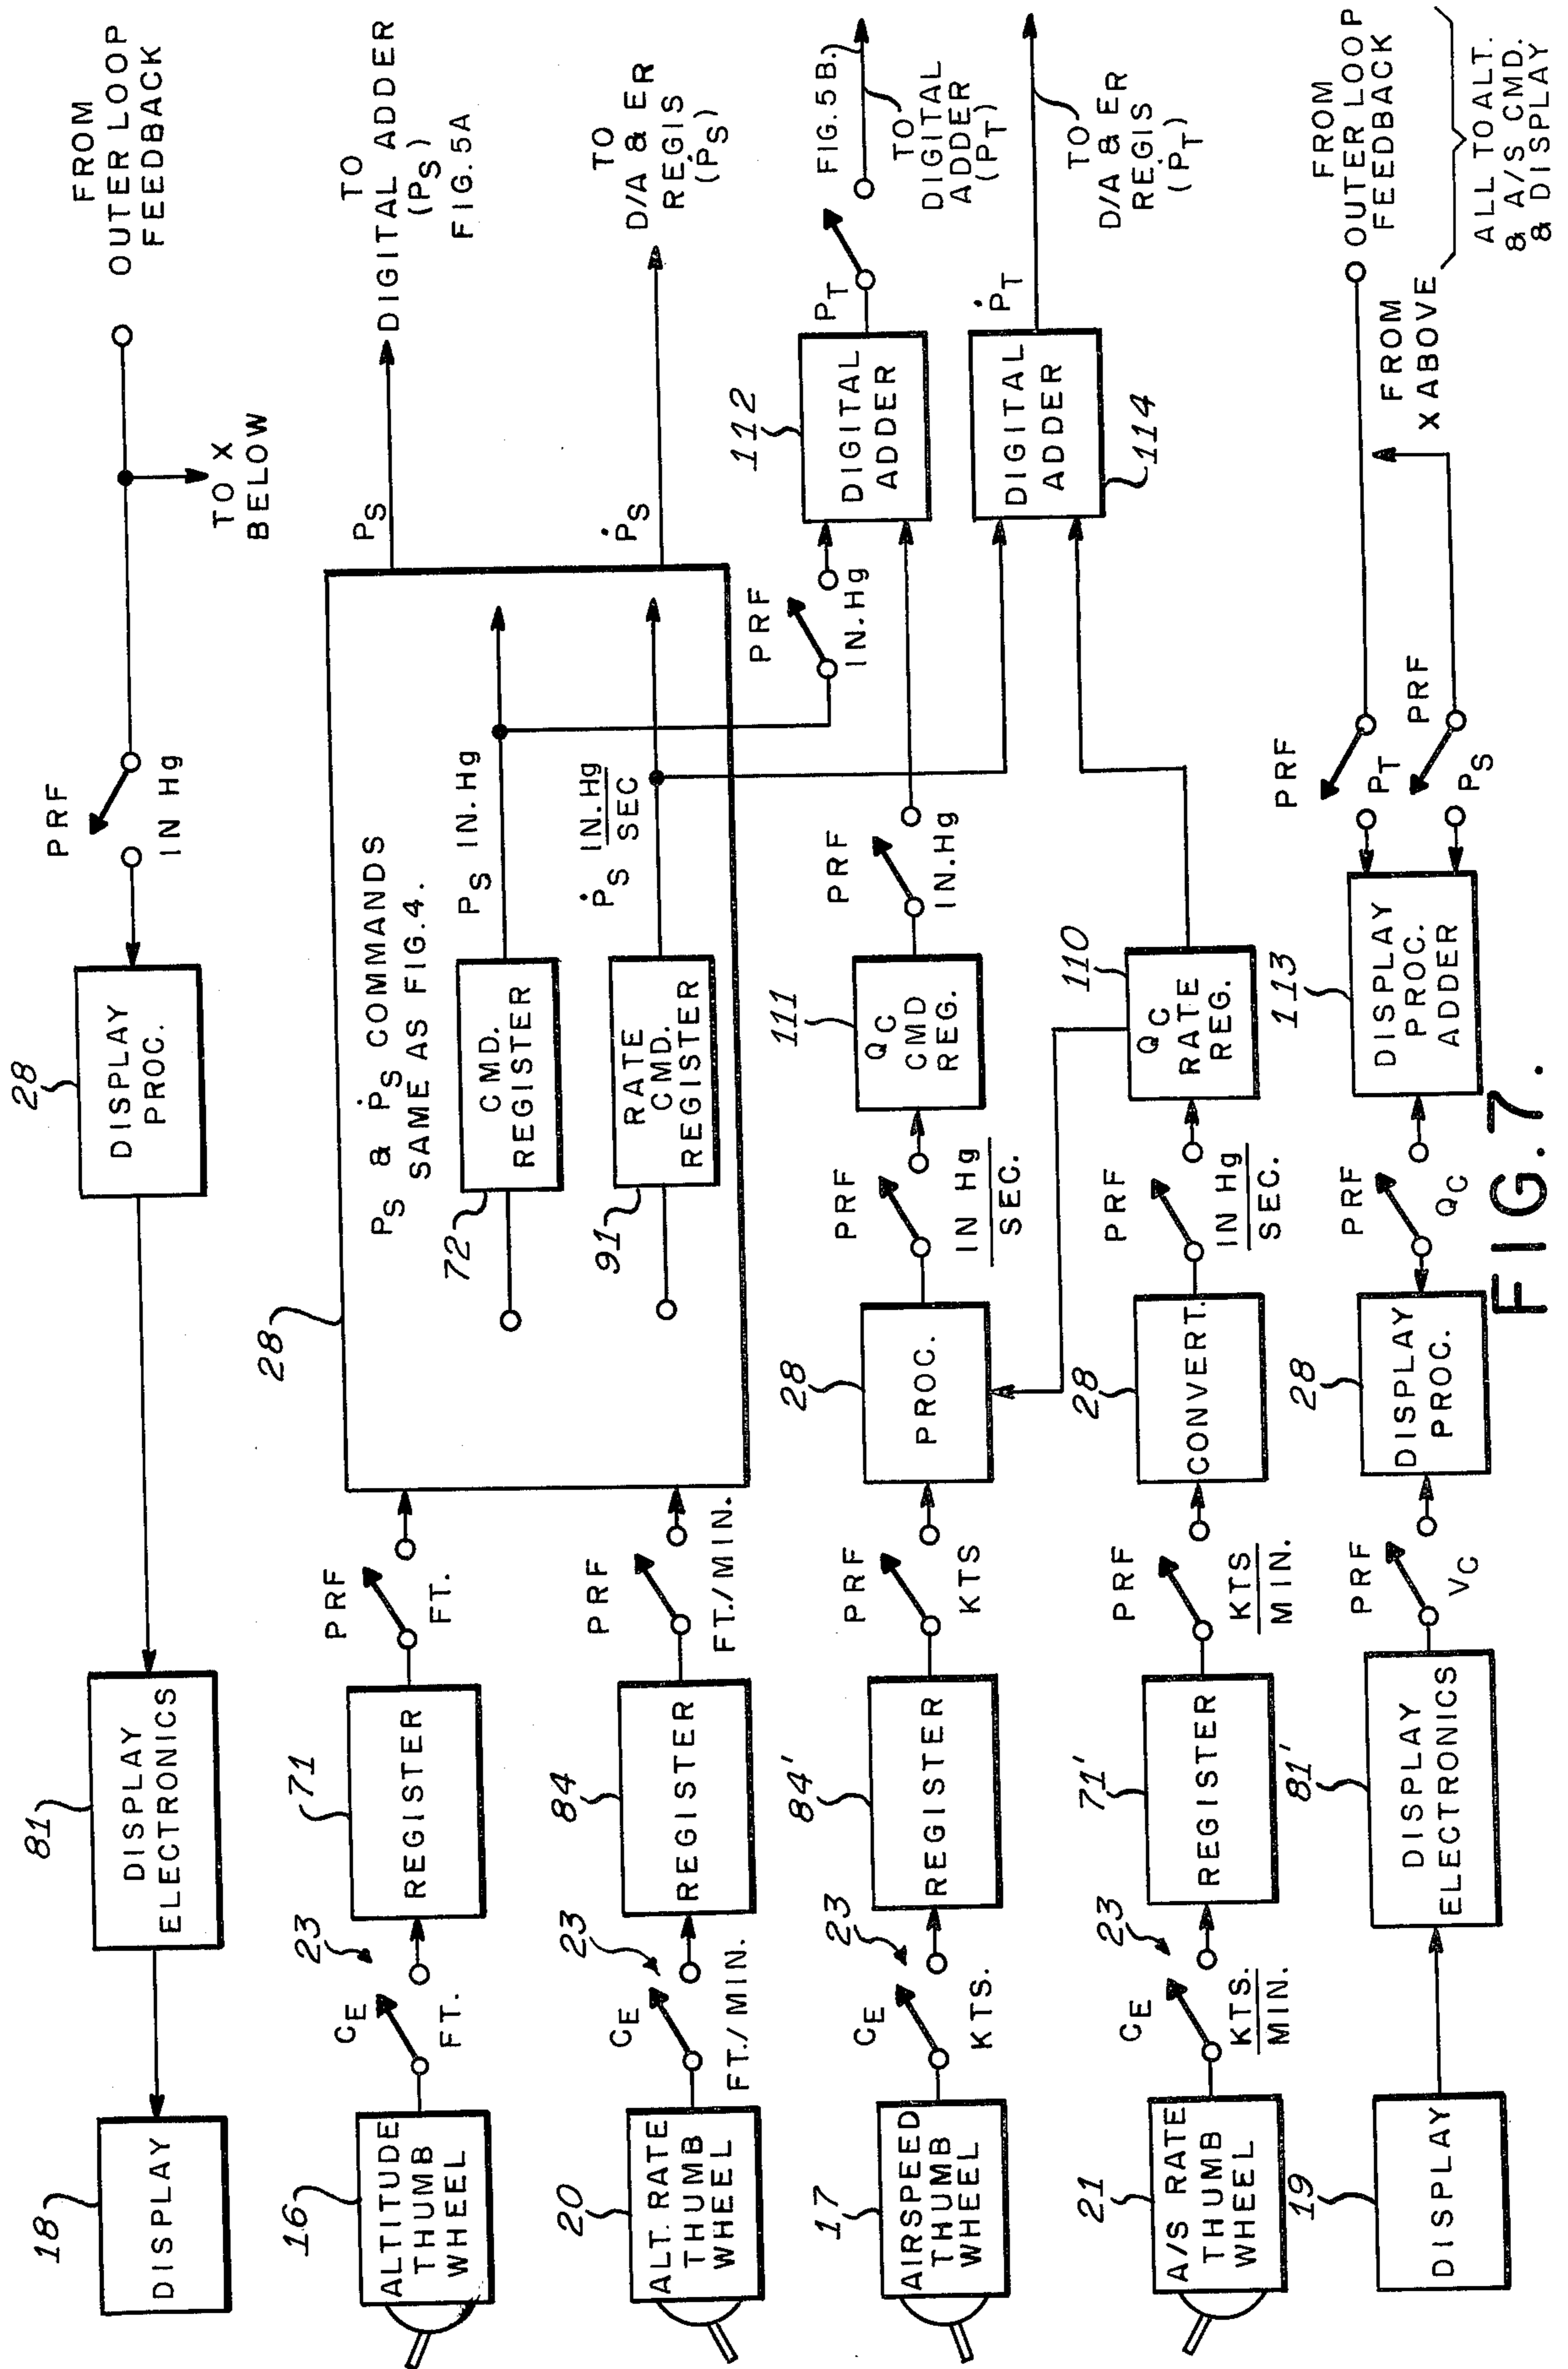 FROM
OUTER LOOP
FEEDBACK
PRF
IN Hg
TO X
BELOW
28
DISPLAY
PROC.
81
DISPLAY
ELECTRONICS
18
DISPLAY
16
ALTITUDE
THUMB
WHEEL
CE
FT.
23
71
REGISTER
PRF
FT.
20
ALT. RATE
THUMB
WHEEL
CE
FT./MIN.
23
84
REGISTER
PRF
FT./MIN.
28
PS & ṖS COMMANDS
SAME AS FIG.4.
72
CMD.
REGISTER
PS IN.Hg
91
RATE
CMD.
REGISTER
ṖS IN.Hg
SEC
PS
TO
DIGITAL ADDER
(PS)
FIG.5A
ṖS
TO
D/A & ER
REGIS
(ṖS)
17
AIRSPEED
THUMB
WHEEL
CE
KTS.
23
84'
REGISTER
PRF
KTS
28
PROC.
PRF
IN Hg
SEC.
111
QC
CMD
REG.
PRF
IN.Hg
PRF
IN.Hg
112
DIGITAL
ADDER
PT
FIG.5B.
TO
DIGITAL
ADDER
(PT)
21
A/S RATE
THUMB
WHEEL
CE
KTS.
MIN.
23
71'
REGISTER
PRF
KTS
MIN.
28
CONVERT.
PRF
IN Hg
SEC.
110
QC
RATE
REG.
114
DIGITAL
ADDER
ṖT
TO
D/A & ER
REGIS
(ṖT)
19
DISPLAY
81'
DISPLAY
ELECTRONICS
PRF
VC
28
DISPLAY
PROC.
PRF
QC
113
DISPLAY
PROC.
ADDER
PRF
PT
PRF
PS
FROM
OUTER LOOP
FEEDBACK
FROM
X ABOVE
ALL TO ALT.
& A/S CMD.
& DISPLAY
FIG.7.